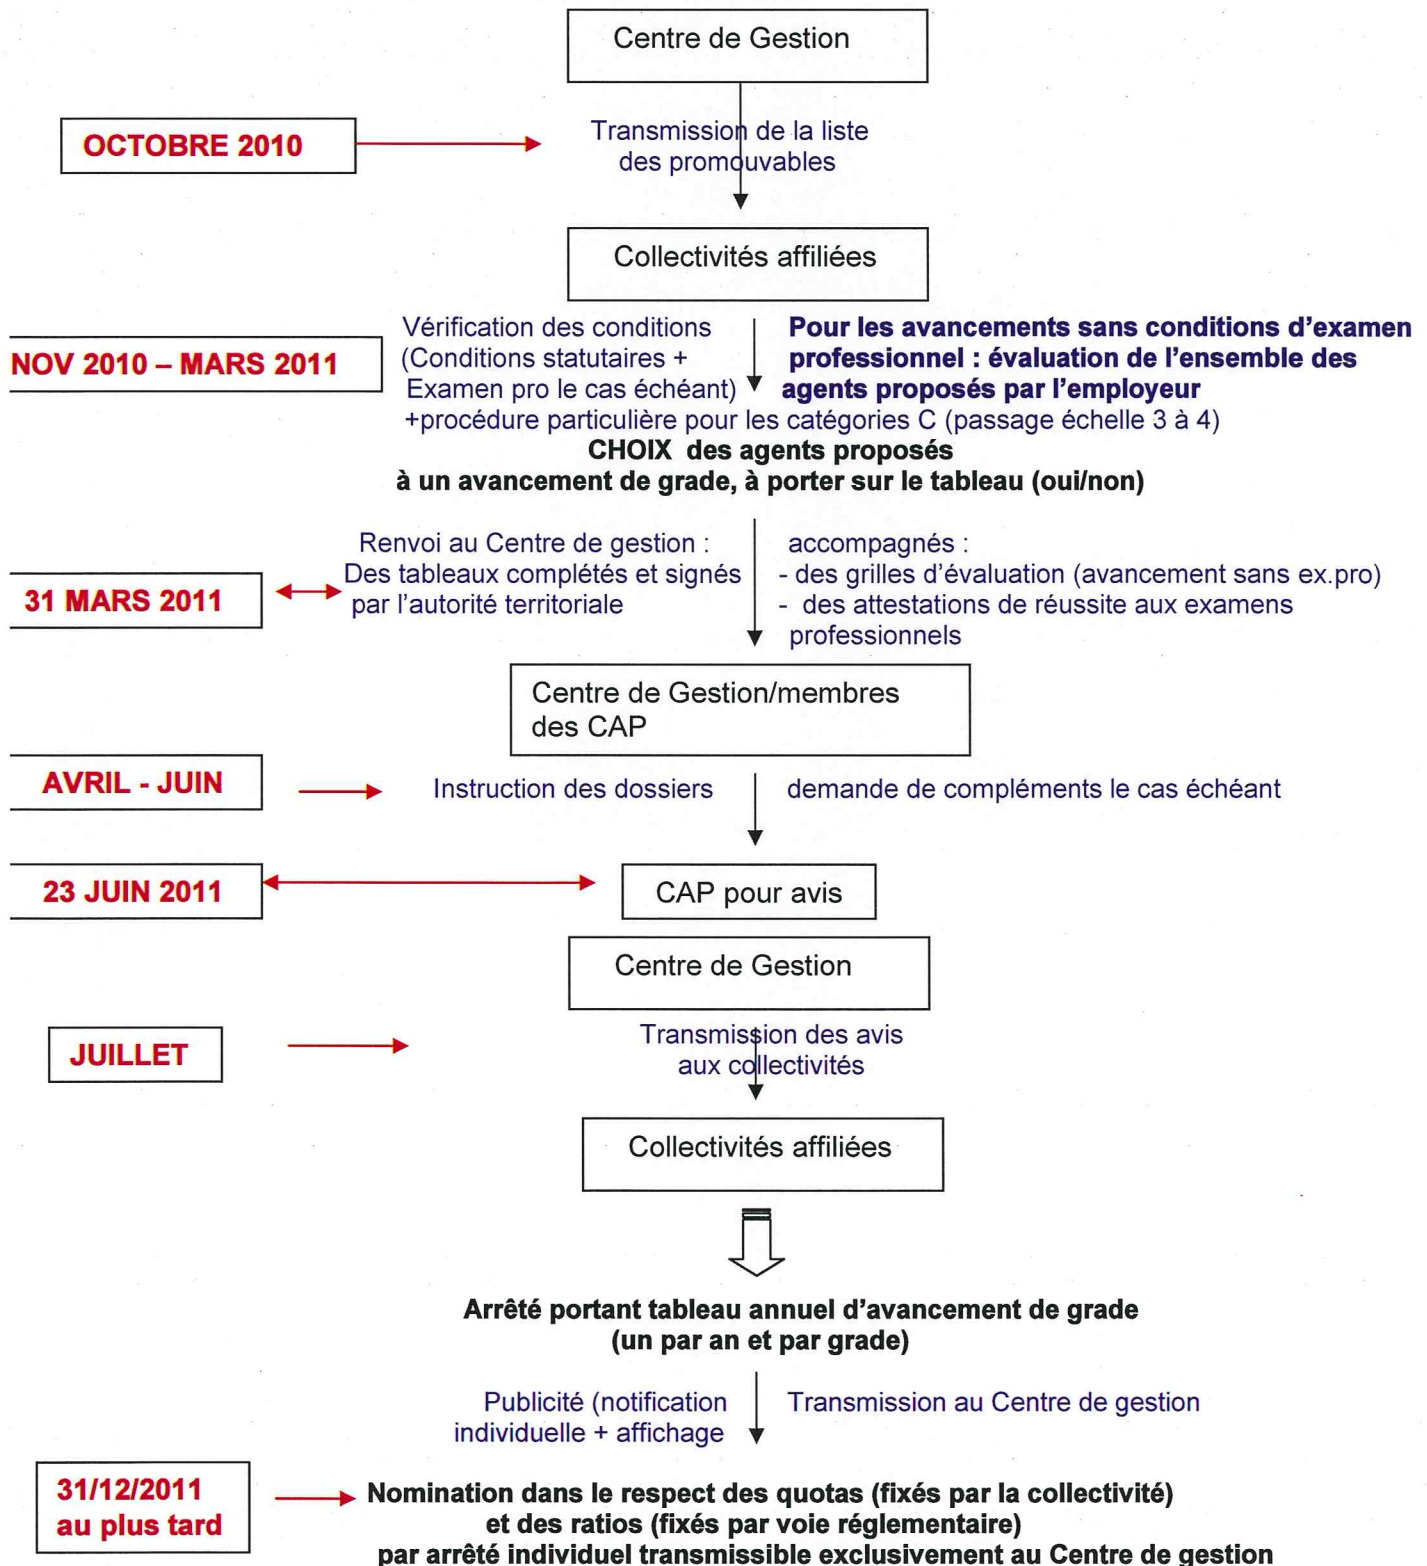 Centre de Gestion
OCTOBRE 2010
Transmission de la liste
des promouvables
Collectivités affiliées
NOV 2010 – MARS 2011
Vérification des conditions
(Conditions statutaires +
Examen pro le cas échéant)
Pour les avancements sans conditions d'examen
professionnel : évaluation de l'ensemble des
agents proposés par l'employeur
+procédure particulière pour les catégories C (passage échelle 3 à 4)
CHOIX des agents proposés
à un avancement de grade, à porter sur le tableau (oui/non)
31 MARS 2011
Renvoi au Centre de gestion :
Des tableaux complétés et signés
par l'autorité territoriale
accompagnés :
- des grilles d'évaluation (avancement sans ex.pro)
- des attestations de réussite aux examens
professionnels
Centre de Gestion/membres
des CAP
AVRIL - JUIN
Instruction des dossiers
demande de compléments le cas échéant
23 JUIN 2011
CAP pour avis
Centre de Gestion
JUILLET
Transmission des avis
aux collectivités
Collectivités affiliées
Arrêté portant tableau annuel d'avancement de grade
(un par an et par grade)
Publicité (notification
individuelle + affichage
Transmission au Centre de gestion
31/12/2011
au plus tard
Nomination dans le respect des quotas (fixés par la collectivité)
et des ratios (fixés par voie réglementaire)
par arrêté individuel transmissible exclusivement au Centre de gestion